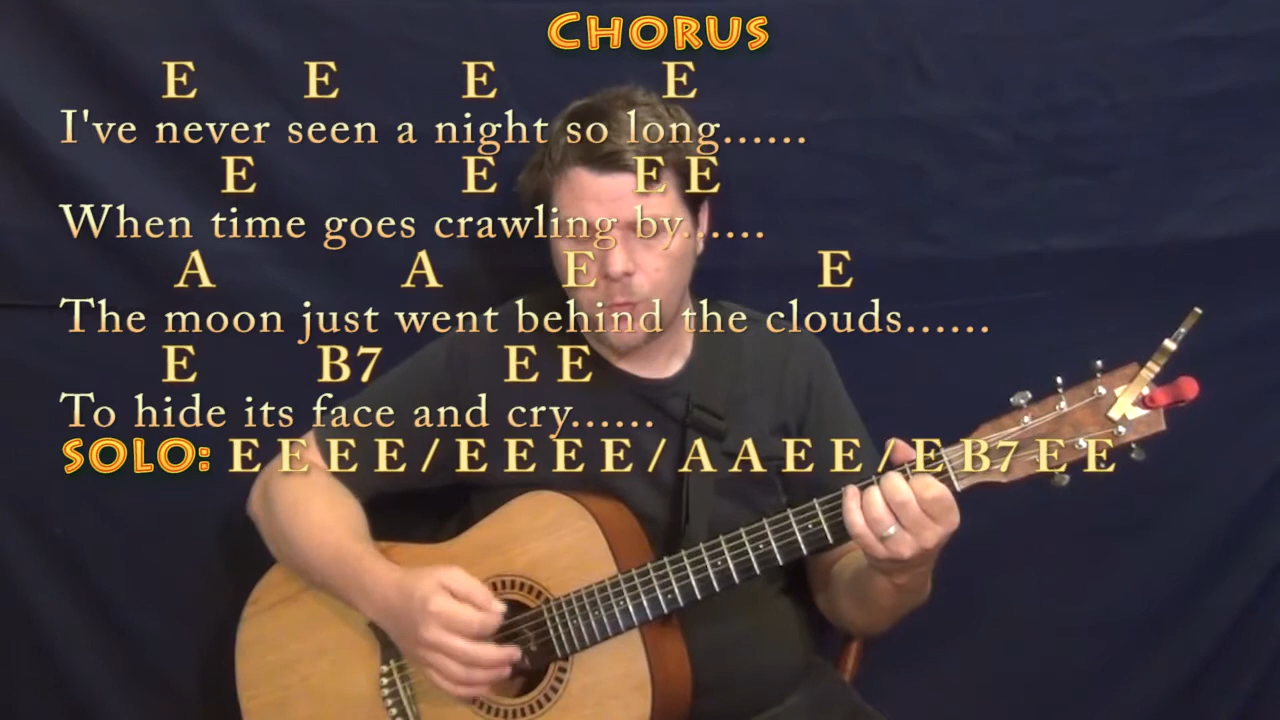 CHORUS
E E E E
I've never seen a night so long......
E E E E
When time goes crawling by......
A A E E
The moon just went behind the clouds......
E B7 E E
To hide its face and cry......
SOLO: E E E E / E E E E / A A E E / E B7 E E